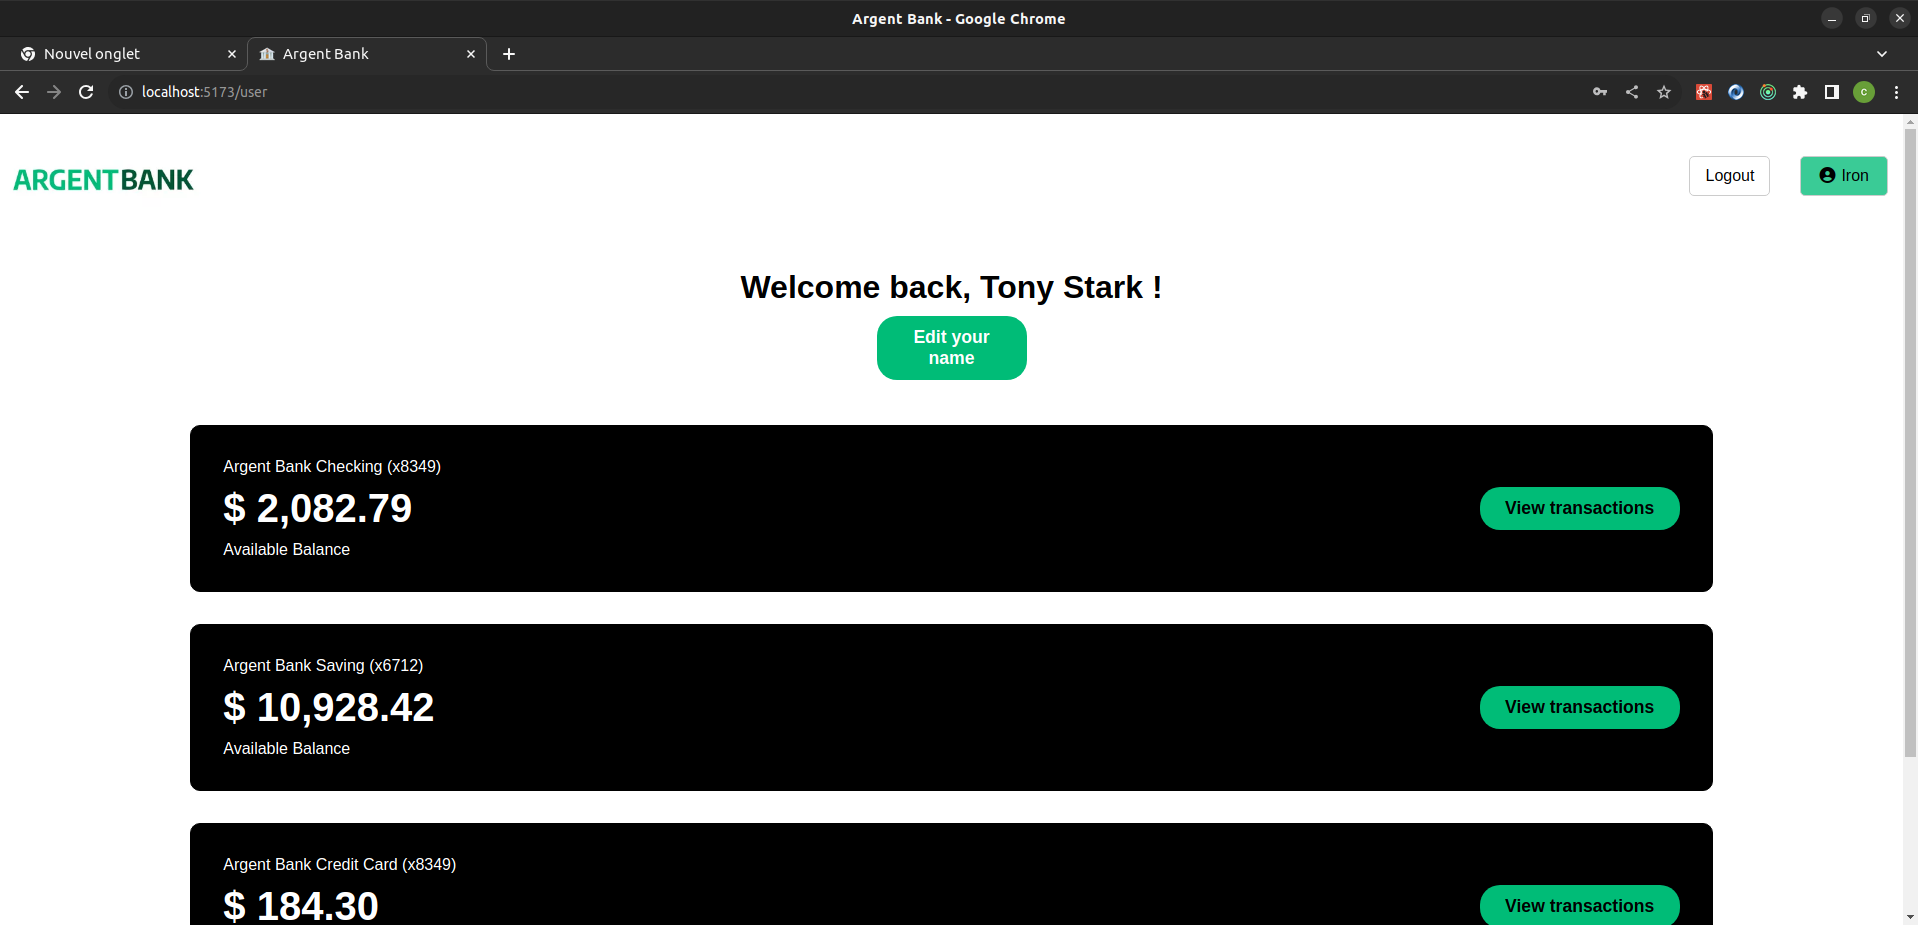 Argent Bank - Google Chrome
Nouvel onglet
Argent Bank
localhost:5173/user
c
ARGENTBANK
Logout
Iron
Welcome back, Tony Stark !
Edit your
name
Argent Bank Checking (x8349)
$ 2,082.79
Available Balance
View transactions
Argent Bank Saving (x6712)
$ 10,928.42
Available Balance
View transactions
Argent Bank Credit Card (x8349)
$ 184.30
View transactions